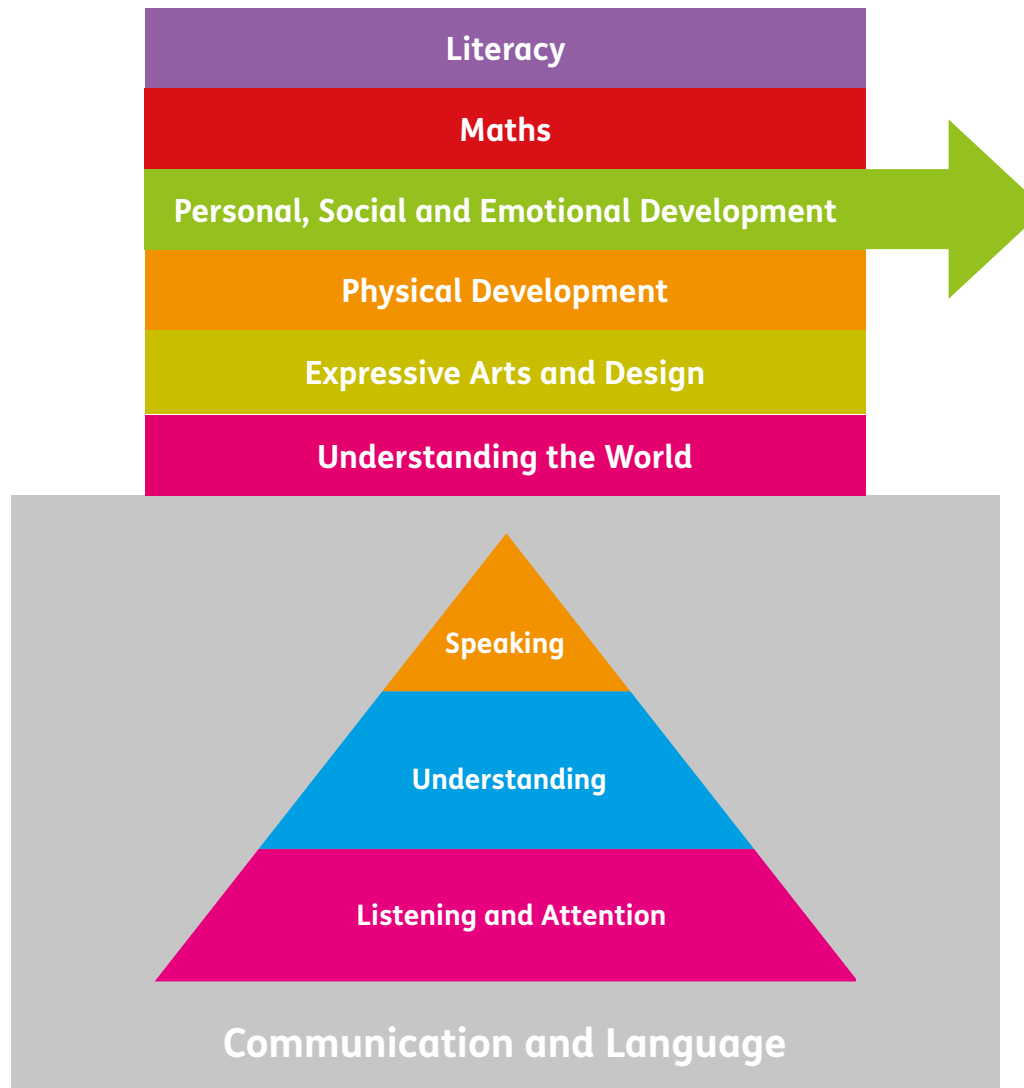 Literacy
Maths
Personal, Social and Emotional Development
Physical Development
Expressive Arts and Design
Understanding the World
Speaking
Understanding
Listening and Attention
Communication and Language